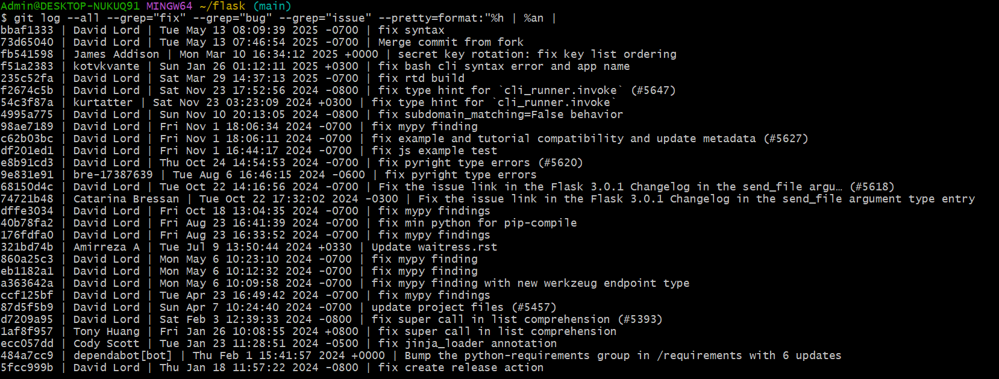 Admin@DESKTOP-NUKUQ91 MINGW64 ~/flask (main)
$ git log --all --grep="fix" --grep="bug" --grep="issue" --pretty=format:"%h | %an |
bbaf1333 | David Lord | Tue May 13 08:09:39 2025 -0700 | fix syntax
73d65040 | David Lord | Tue May 13 07:46:54 2025 -0700 | Merge commit from fork
fb541598 | James Addison | Mon Mar 10 16:34:12 2025 +0000 | secret key rotation: fix key list ordering
f51a2383 | kotvkvante | Sun Jan 26 01:12:11 2025 +0300 | fix bash cli syntax error and app name
235c52fa | David Lord | Sat Mar 29 14:37:13 2025 -0700 | fix rtd build
f2674c5b | David Lord | Sat Nov 23 17:52:56 2024 -0800 | fix type hint for `cli_runner.invoke` (#5647)
54c3f87a | kurtatter | Sat Nov 23 03:23:09 2024 +0300 | fix type hint for `cli_runner.invoke`
4995a775 | David Lord | Sun Nov 10 20:13:05 2024 -0800 | fix subdomain_matching=False behavior
98ae7189 | David Lord | Fri Nov 1 18:06:34 2024 -0700 | fix mypy finding
c62b03bc | David Lord | Fri Nov 1 18:06:11 2024 -0700 | fix example and tutorial compatibility and update metadata (#5627)
df201ed1 | David Lord | Fri Nov 1 16:44:17 2024 -0700 | fix js example test
e8b91cd3 | David Lord | Thu Oct 24 14:54:53 2024 -0700 | fix pyright type errors (#5620)
9e831e91 | bre-17387639 | Tue Aug 6 16:46:15 2024 -0600 | fix pyright type errors
68150d4c | David Lord | Tue Oct 22 14:16:56 2024 -0700 | Fix the issue link in the Flask 3.0.1 Changelog in the send_file argu… (#5618)
74721b48 | Catarina Bressan | Tue Oct 22 17:32:02 2024 -0300 | Fix the issue link in the Flask 3.0.1 Changelog in the send_file argument type entry
dffe3034 | David Lord | Fri Oct 18 13:04:35 2024 -0700 | fix mypy findings
40b78fa2 | David Lord | Fri Aug 23 16:41:39 2024 -0700 | fix min python for pip-compile
176fdfa0 | David Lord | Fri Aug 23 16:33:52 2024 -0700 | fix mypy findings
321bd74b | Amirreza A | Tue Jul 9 13:50:44 2024 +0330 | Update waitress.rst
860a25c3 | David Lord | Mon May 6 10:23:10 2024 -0700 | fix mypy finding
eb1182a1 | David Lord | Mon May 6 10:12:32 2024 -0700 | fix mypy finding
a363642a | David Lord | Mon May 6 10:09:58 2024 -0700 | fix mypy finding with new werkzeug endpoint type
ccf125bf | David Lord | Tue Apr 23 16:49:42 2024 -0700 | fix mypy findings
87d5f5b9 | David Lord | Sun Apr 7 10:24:40 2024 -0700 | update project files (#5457)
d7209a95 | David Lord | Sat Feb 3 12:39:33 2024 -0800 | fix super call in list comprehension (#5393)
1af8f957 | Tony Huang | Fri Jan 26 10:08:55 2024 +0800 | fix super call in list comprehension
ecc057dd | Cody Scott | Tue Jan 23 11:28:51 2024 -0500 | fix jinja_loader annotation
484a7cc9 | dependabot[bot] | Thu Feb 1 15:41:57 2024 +0000 | Bump the python-requirements group in /requirements with 6 updates
5fcc999b | David Lord | Thu Jan 18 11:57:22 2024 -0800 | fix create release action